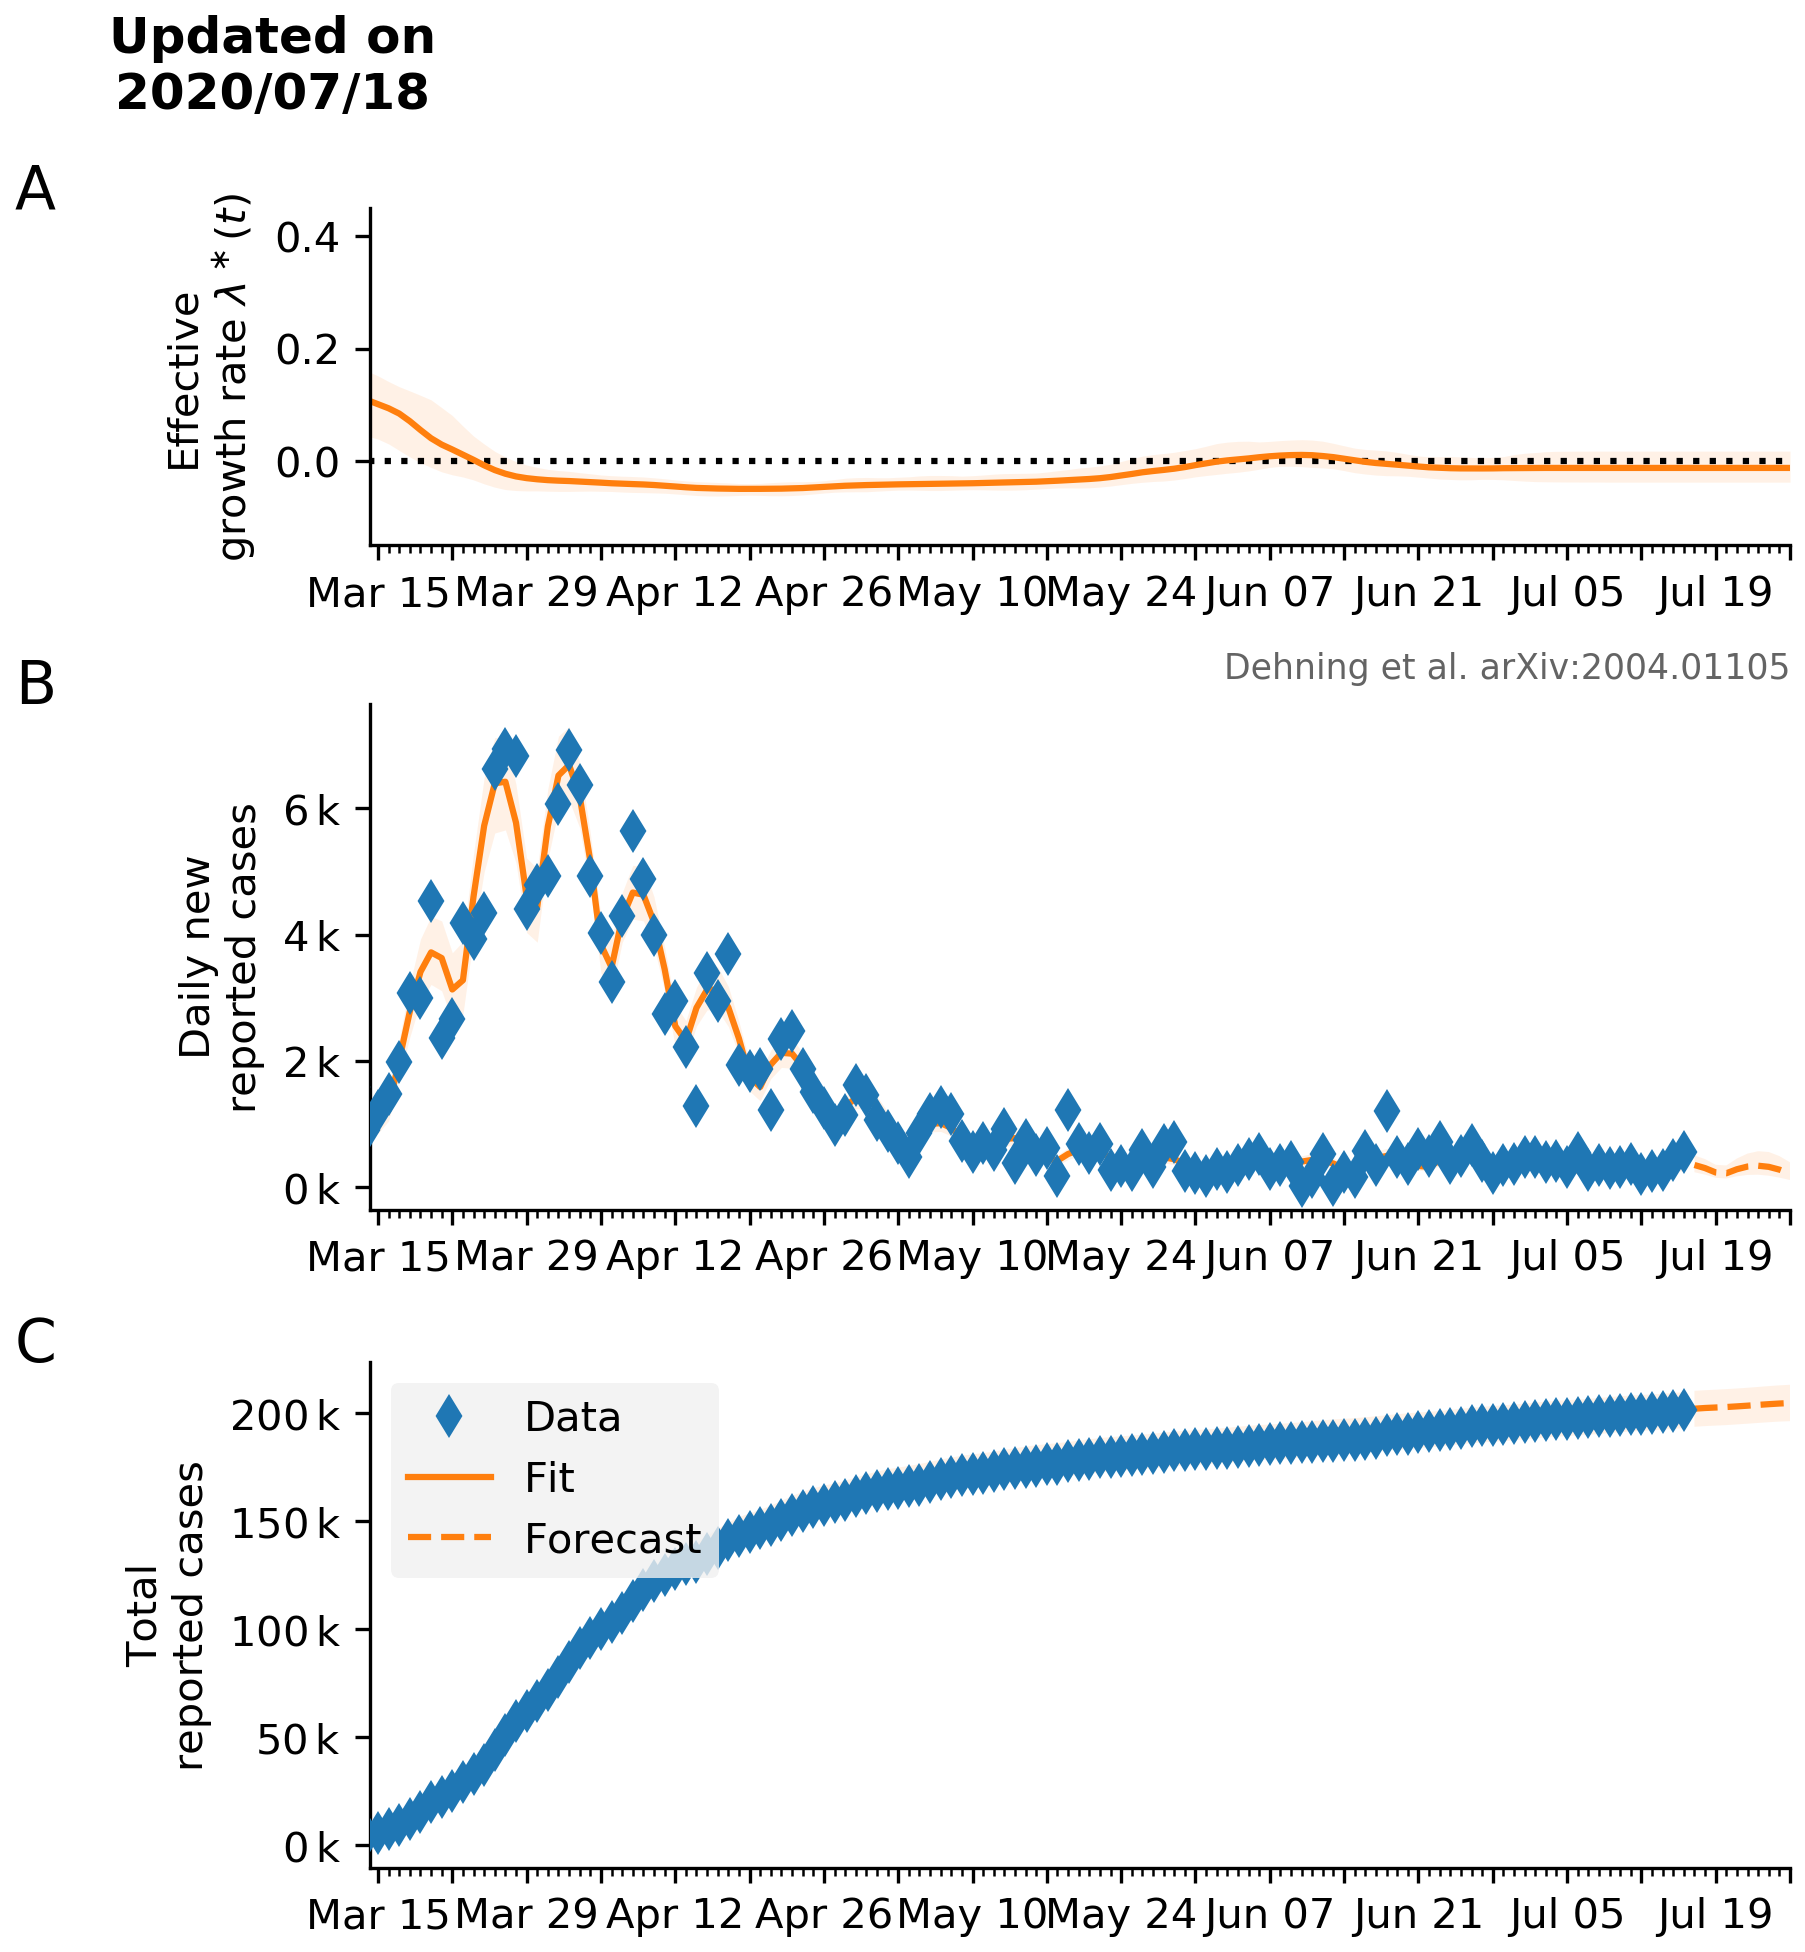 Updated on
2020/07/18
A
Effective
growth rate λ * (t)
0.4
0.2
0.0
Mar 15 Mar 29 Apr 12 Apr 26 May 10 May 24 Jun 07 Jun 21 Jul 05 Jul 19
B
Dehning et al. arXiv:2004.01105
Daily new
reported cases
6 k
4 k
2 k
0 k
Mar 15 Mar 29 Apr 12 Apr 26 May 10 May 24 Jun 07 Jun 21 Jul 05 Jul 19
C
Total
reported cases
200 k
150 k
100 k
50 k
0 k
Data
Fit
Forecast
Mar 15 Mar 29 Apr 12 Apr 26 May 10 May 24 Jun 07 Jun 21 Jul 05 Jul 19